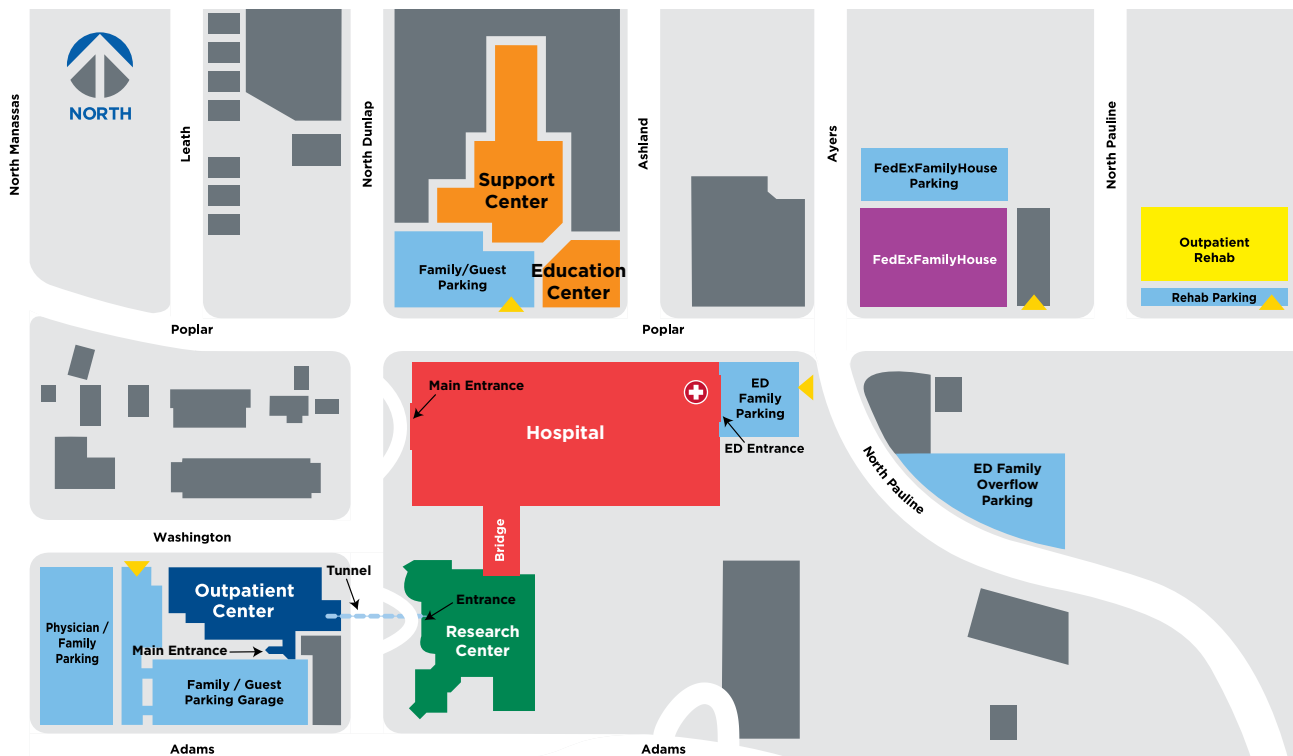 NORTH
North Manassas
Leath
North Dunlap
Ashland
Ayers
North Pauline
Support
Center
Family/Guest
Parking
Education
Center
FedExFamilyHouse
Parking
FedExFamilyHouse
Outpatient
Rehab
Rehab Parking
Poplar
Poplar
Main Entrance
Hospital
ED
Family
Parking
ED Entrance
North Pauline
ED Family
Overflow
Parking
Washington
Bridge
Tunnel
Outpatient
Center
Entrance
Research
Center
Physician /
Family
Parking
Main Entrance
Family / Guest
Parking Garage
Adams
Adams